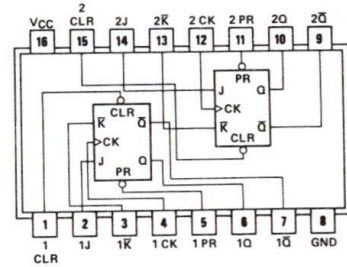 VCC 2 CLR 2J 2K̅ 2 CK 2 PR 2Q 2Q̅
16 15 14 13 12 11 10 9
PR
J Q
CK
K̅ Q̅
CLR
CLR
K̅ Q̅
CK
J Q
PR
1 2 3 4 5 6 7 8
1 CLR 1J 1K̅ 1 CK 1 PR 1Q 1Q̅ GND